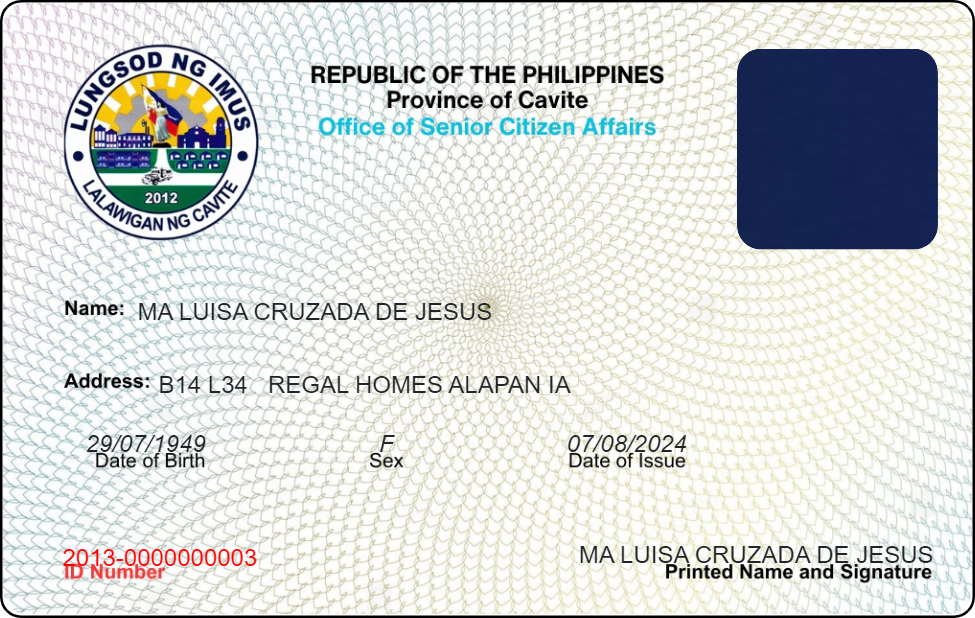 LUNGSOD NG IMUS
2012
LALAWIGAN NG CAVITE
REPUBLIC OF THE PHILIPPINES
Province of Cavite
Office of Senior Citizen Affairs
Name: MA LUISA CRUZADA DE JESUS
Address: B14 L34 REGAL HOMES ALAPAN IA
29/07/1949 F 07/08/2024
Date of Birth Sex Date of Issue
2013-0000000003 MA LUISA CRUZADA DE JESUS
ID Number Printed Name and Signature